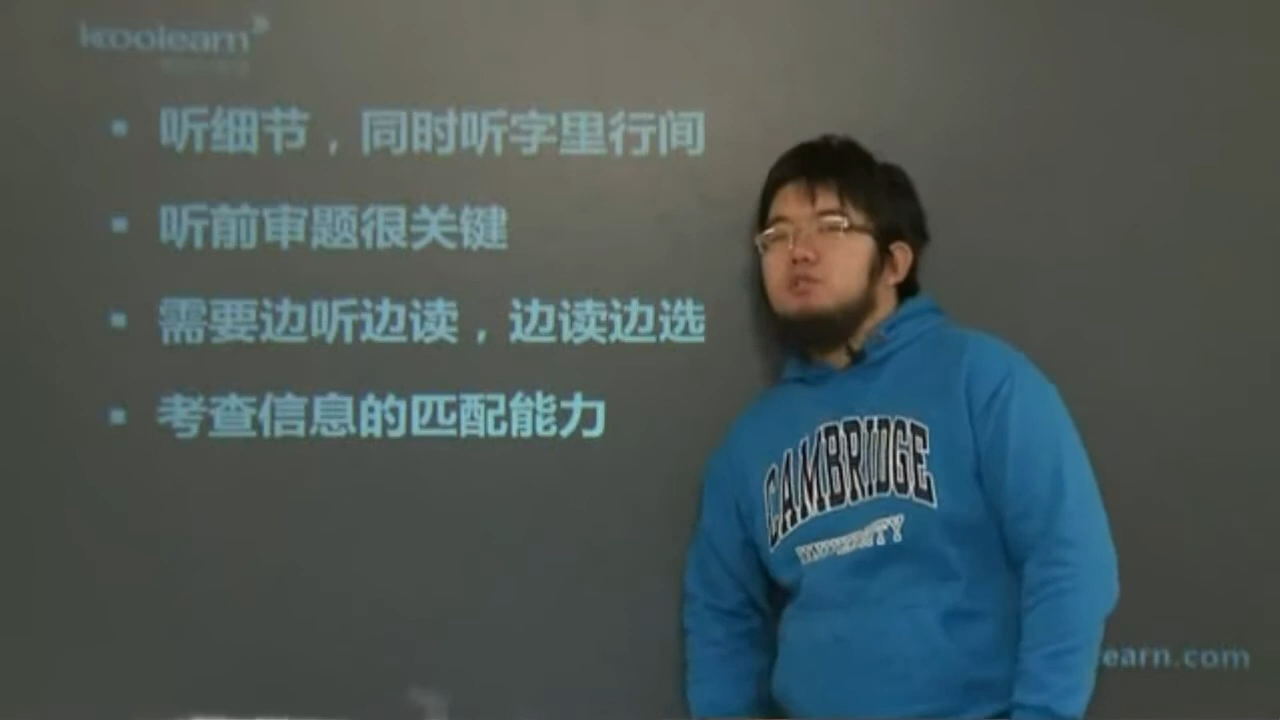 koolearn
听细节，同时听字里行间
听前审题很关键
需要边听边读，边读边选
考查信息的匹配能力
CAMBRIDGE
UNIVERSITY
earn.com